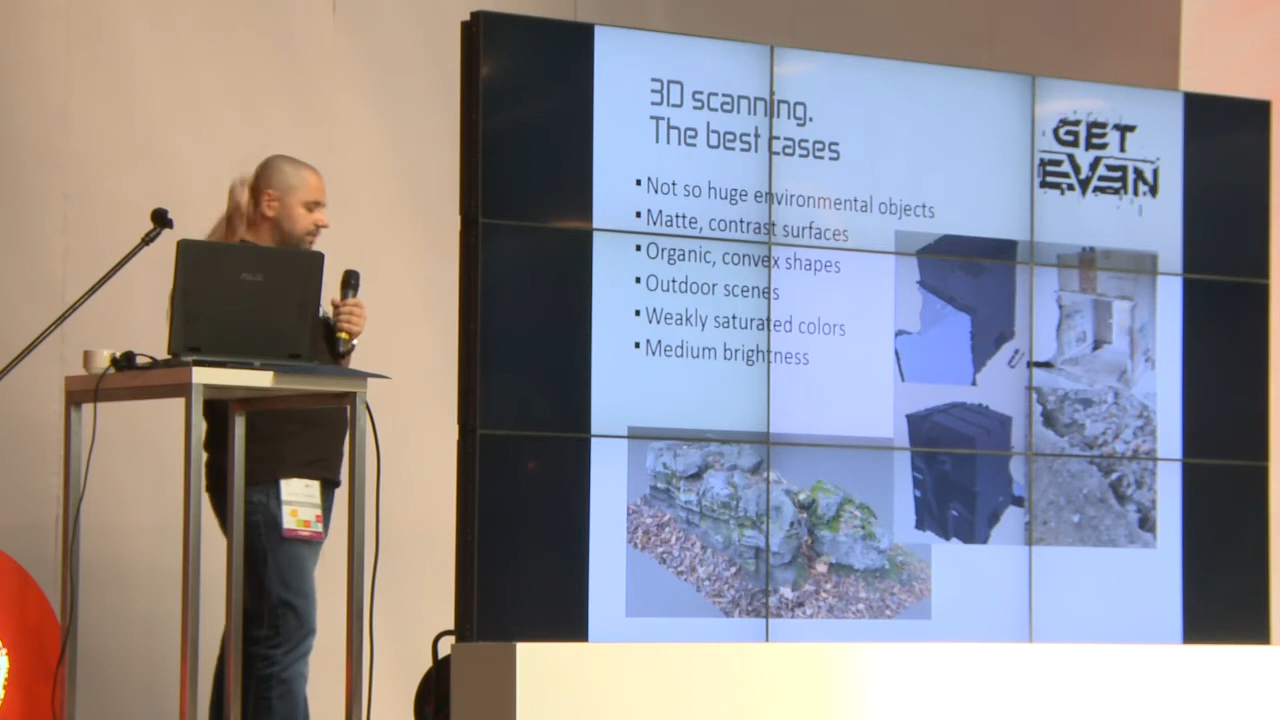 3D scanning.
The best cases
GET
EVEN
▪ Not so huge environmental objects
▪ Matte, contrast surfaces
▪ Organic, convex shapes
▪ Outdoor scenes
▪ Weakly saturated colors
▪ Medium brightness